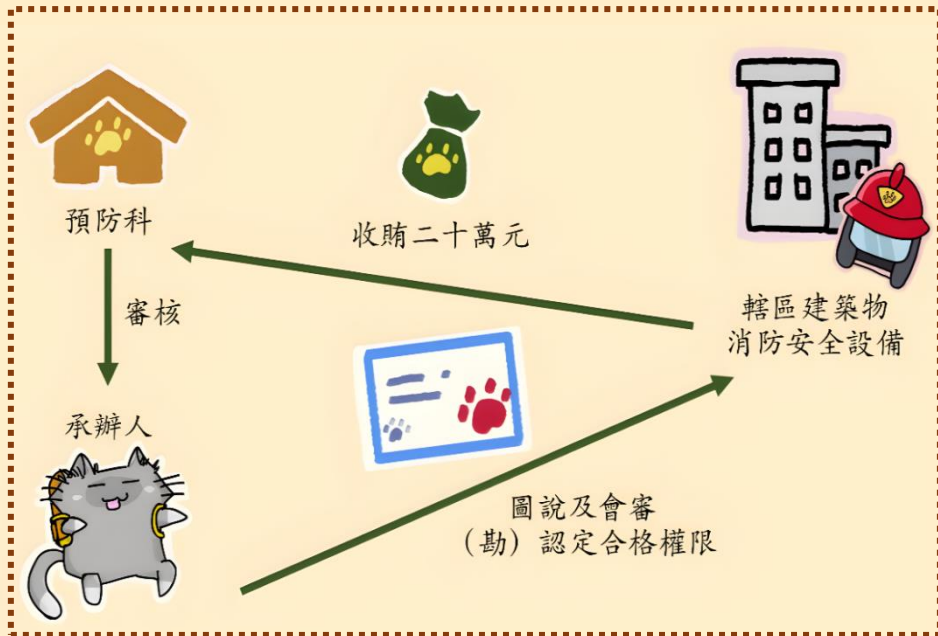 預防科
收賄二十萬元
審核
轄區建築物
消防安全設備
承辦人
圖說及會審
（勘）認定合格權限